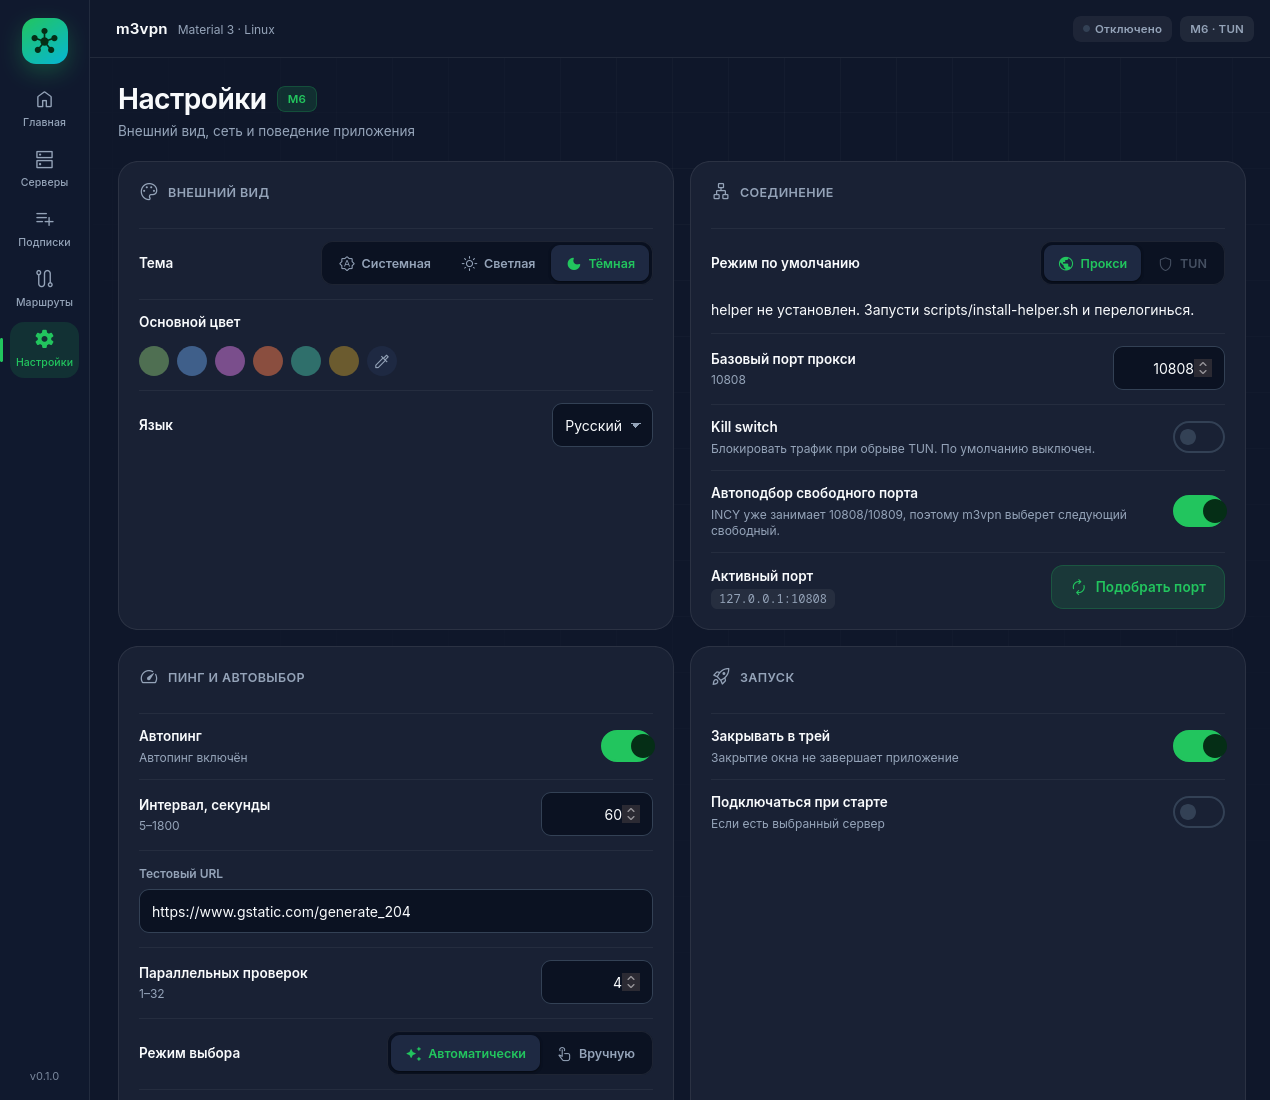 m3vpn Material 3 · Linux
Отключено
M6 · TUN
Главная
Серверы
Подписки
Маршруты
Настройки
v0.1.0
Настройки M6
Внешний вид, сеть и поведение приложения
ВНЕШНИЙ ВИД
Тема
Системная
Светлая
Тёмная
Основной цвет
Язык
Русский
СОЕДИНЕНИЕ
Режим по умолчанию
Прокси
TUN
helper не установлен. Запусти scripts/install-helper.sh и перелогинься.
Базовый порт прокси
10808
10808
Kill switch
Блокировать трафик при обрыве TUN. По умолчанию выключен.
Автоподбор свободного порта
INCY уже занимает 10808/10809, поэтому m3vpn выберет следующий
свободный.
Активный порт
127.0.0.1:10808
Подобрать порт
ПИНГ И АВТОВЫБОР
Автопинг
Автопинг включён
Интервал, секунды
5–1800
60
Тестовый URL
https://www.gstatic.com/generate_204
Параллельных проверок
1–32
4
Режим выбора
Автоматически
Вручную
ЗАПУСК
Закрывать в трей
Закрытие окна не завершает приложение
Подключаться при старте
Если есть выбранный сервер